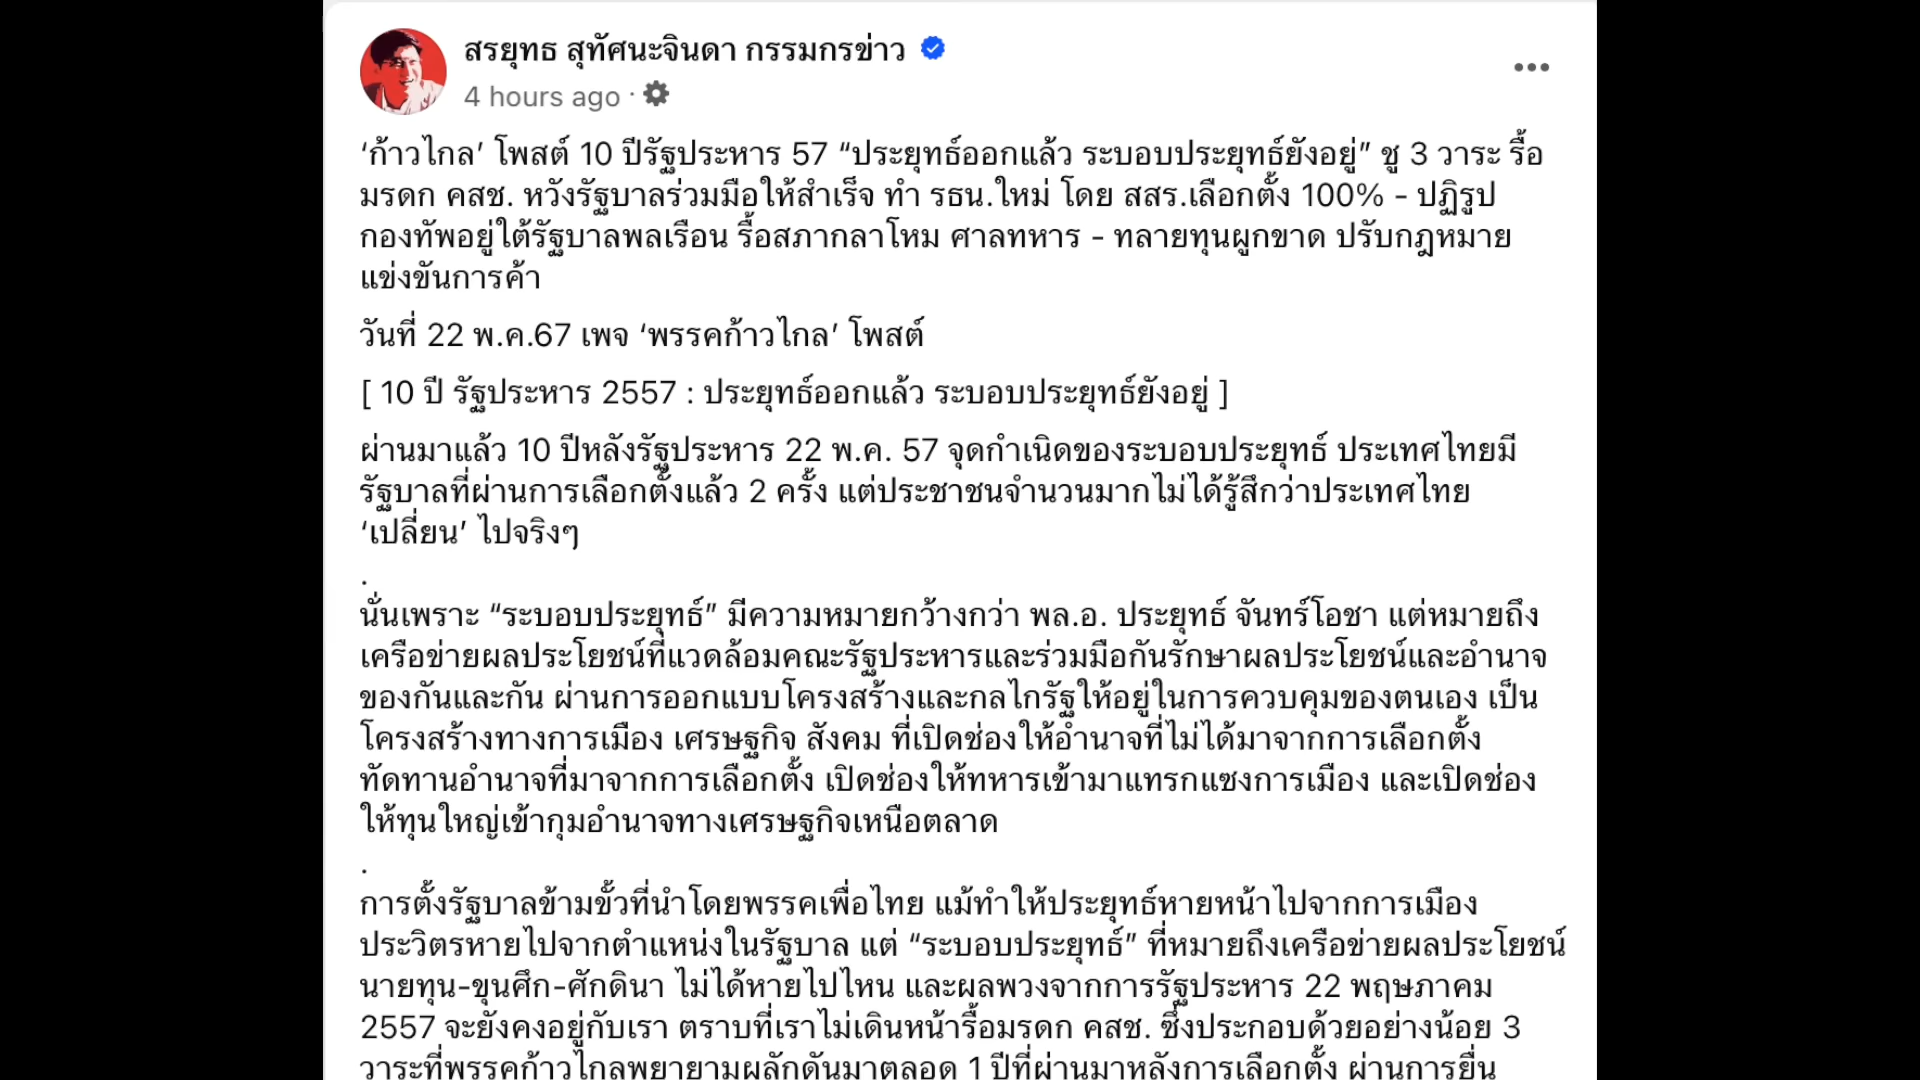 สรยุทธ สุทัศนะจินดา กรรมกรข่าว
4 hours ago ·
‘ก้าวไกล’ โพสต์ 10 ปีรัฐประหาร 57 “ประยุทธ์ออกแล้ว ระบอบประยุทธ์ยังอยู่” ชู 3 วาระ รื้อ
มรดก คสช. หวังรัฐบาลร่วมมือให้สำเร็จ ทำ รธน.ใหม่ โดย สสร.เลือกตั้ง 100% - ปฏิรูป
กองทัพอยู่ใต้รัฐบาลพลเรือน รื้อสภากลาโหม ศาลทหาร - ทลายทุนผูกขาด ปรับกฎหมาย
แข่งขันการค้า
วันที่ 22 พ.ค.67 เพจ ‘พรรคก้าวไกล’ โพสต์
[ 10 ปี รัฐประหาร 2557 : ประยุทธ์ออกแล้ว ระบอบประยุทธ์ยังอยู่ ]
ผ่านมาแล้ว 10 ปีหลังรัฐประหาร 22 พ.ค. 57 จุดกำเนิดของระบอบประยุทธ์ ประเทศไทยมี
รัฐบาลที่ผ่านการเลือกตั้งแล้ว 2 ครั้ง แต่ประชาชนจำนวนมากไม่ได้รู้สึกว่าประเทศไทย
‘เปลี่ยน’ ไปจริงๆ
.
นั่นเพราะ “ระบอบประยุทธ์” มีความหมายกว้างกว่า พล.อ. ประยุทธ์ จันทร์โอชา แต่หมายถึง
เครือข่ายผลประโยชน์ที่แวดล้อมคณะรัฐประหารและร่วมมือกันรักษาผลประโยชน์และอำนาจ
ของกันและกัน ผ่านการออกแบบโครงสร้างและกลไกรัฐให้อยู่ในการควบคุมของตนเอง เป็น
โครงสร้างทางการเมือง เศรษฐกิจ สังคม ที่เปิดช่องให้อำนาจที่ไม่ได้มาจากการเลือกตั้ง
ทัดทานอำนาจที่มาจากการเลือกตั้ง เปิดช่องให้ทหารเข้ามาแทรกแซงการเมือง และเปิดช่อง
ให้ทุนใหญ่เข้ากุมอำนาจทางเศรษฐกิจเหนือตลาด
.
การตั้งรัฐบาลข้ามขั้วที่นำโดยพรรคเพื่อไทย แม้ทำให้ประยุทธ์หายหน้าไปจากการเมือง
ประวิตรหายไปจากตำแหน่งในรัฐบาล แต่ “ระบอบประยุทธ์” ที่หมายถึงเครือข่ายผลประโยชน์
นายทุน-ขุนศึก-ศักดินา ไม่ได้หายไปไหน และผลพวงจากการรัฐประหาร 22 พฤษภาคม
2557 จะยังคงอยู่กับเรา ตราบที่เราไม่เดินหน้ารื้อมรดก คสช. ซึ่งประกอบด้วยอย่างน้อย 3
วาระที่พรรคก้าวไกลพยายามผลักดันมาตลอด 1 ปีที่ผ่านมาหลังการเลือกตั้ง ผ่านการยื่น